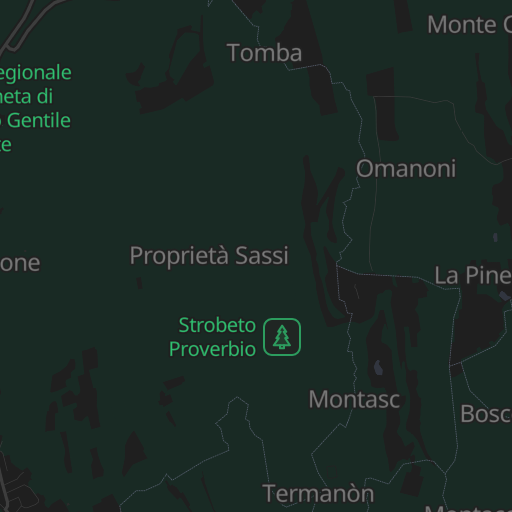 Monte C
Tomba
egionale
neta di
Gentile
Omanoni
Proprietà Sassi
one
La Pine
Strobeto
Proverbio
Montasc
Bosc
Termanòn